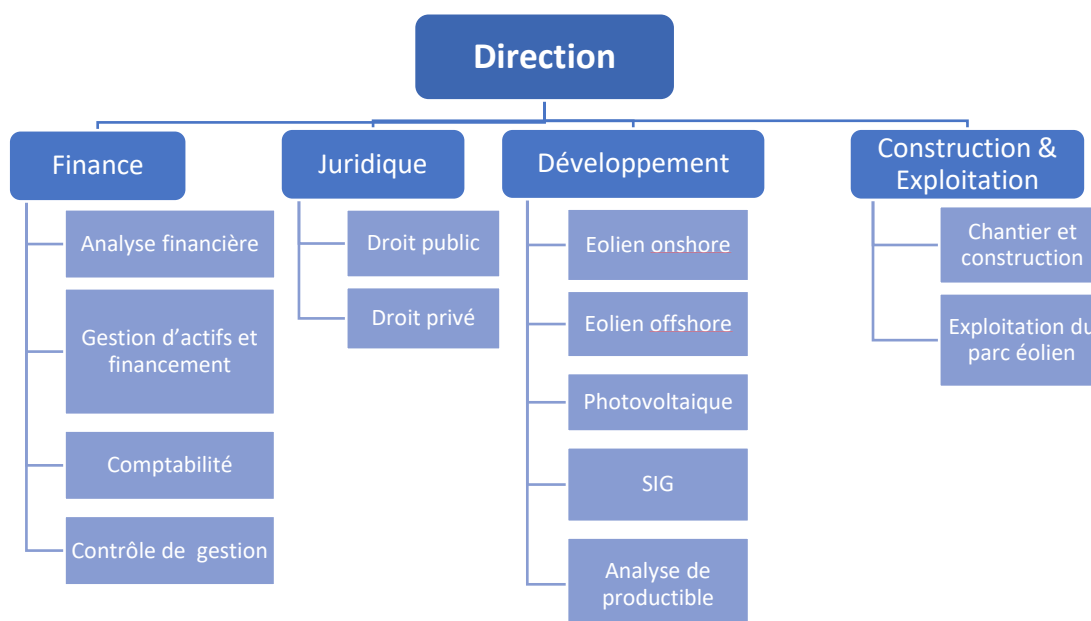 Direction
Finance
Analyse financière
Gestion d’actifs et
financement
Comptabilité
Contrôle de gestion
Juridique
Droit public
Droit privé
Développement
Eolien onshore
Eolien offshore
Photovoltaique
SIG
Analyse de
productible
Construction &
Exploitation
Chantier et
construction
Exploitation du
parc éolien